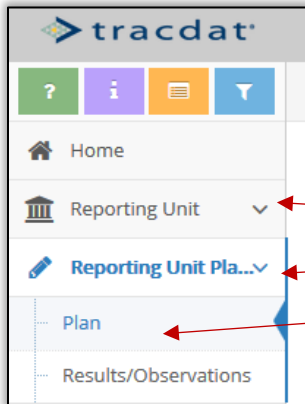 tracdat
? i
Home
Reporting Unit
Reporting Unit Pla...
Plan
Results/Observations